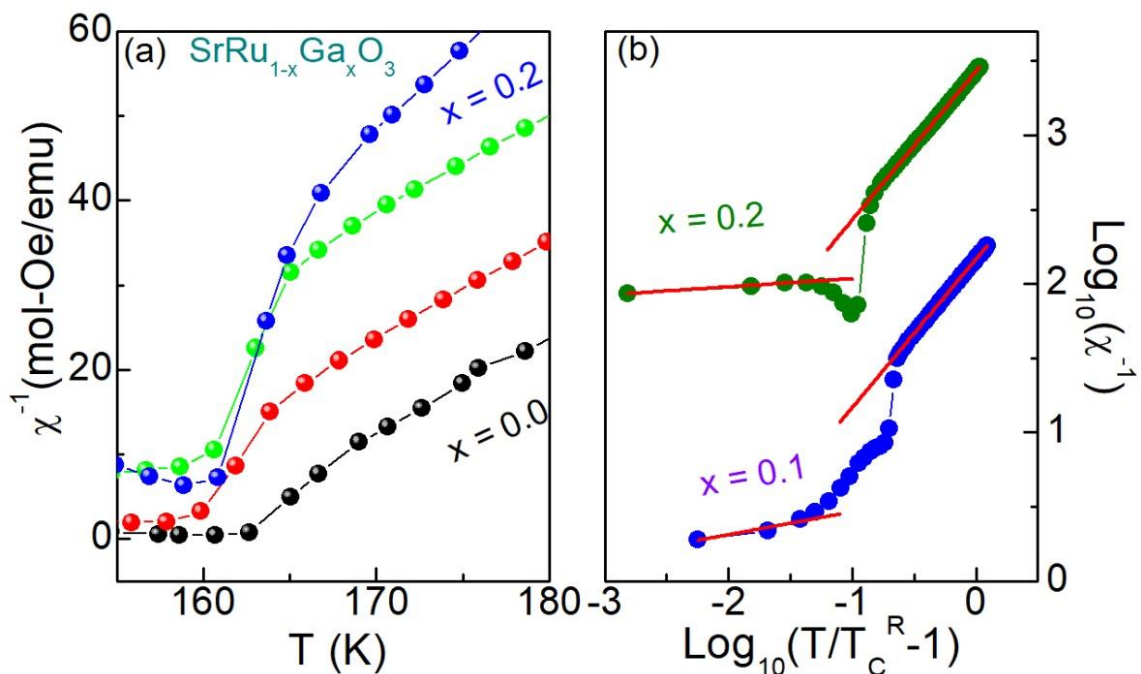 (a) SrRu₁₋ₓGaₓO₃
x = 0.2
x = 0.0
60
40
20
0
χ⁻¹(mol-Oe/emu)
160 170 180
T (K)
(b)
x = 0.2
x = 0.1
3
2
1
0
Log₁₀(χ⁻¹)
-3 -2 -1 0
Log₁₀(T/T_C^R-1)